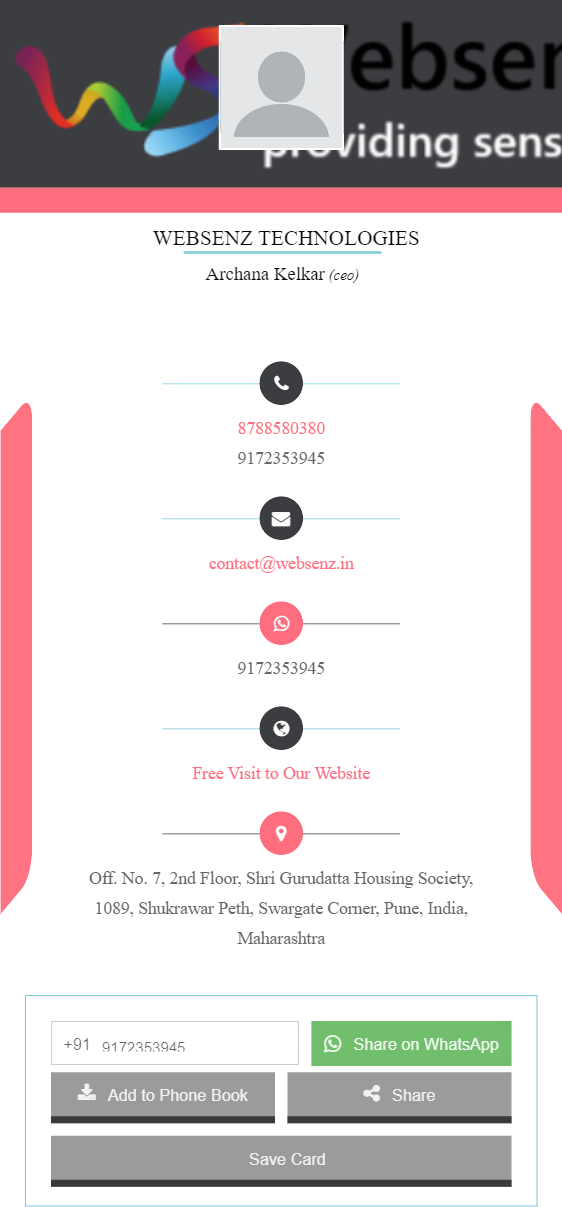 ebsen
providing sens
WEBSENZ TECHNOLOGIES
Archana Kelkar (ceo)
8788580380
9172353945
contact@websenz.in
9172353945
Free Visit to Our Website
Off. No. 7, 2nd Floor, Shri Gurudatta Housing Society,
1089, Shukrawar Peth, Swargate Corner, Pune, India,
Maharashtra
+91 9172353945
Share on WhatsApp
Add to Phone Book
Share
Save Card